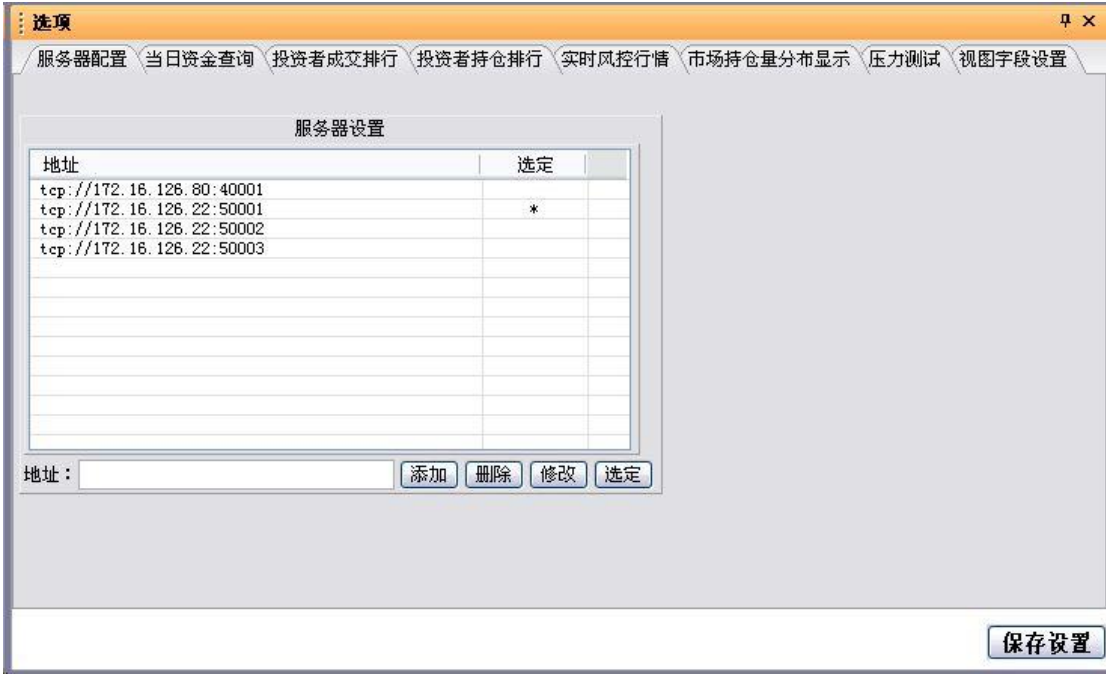 选项
服务器配置 当日资金查询 投资者成交排行 投资者持仓排行 实时风控行情 市场持仓量分布显示 压力测试 视图字段设置
服务器设置
地址 选定
tcp://172.16.126.80:40001
tcp://172.16.126.22:50001 *
tcp://172.16.126.22:50002
tcp://172.16.126.22:50003
地址： 添加 删除 修改 选定
保存设置